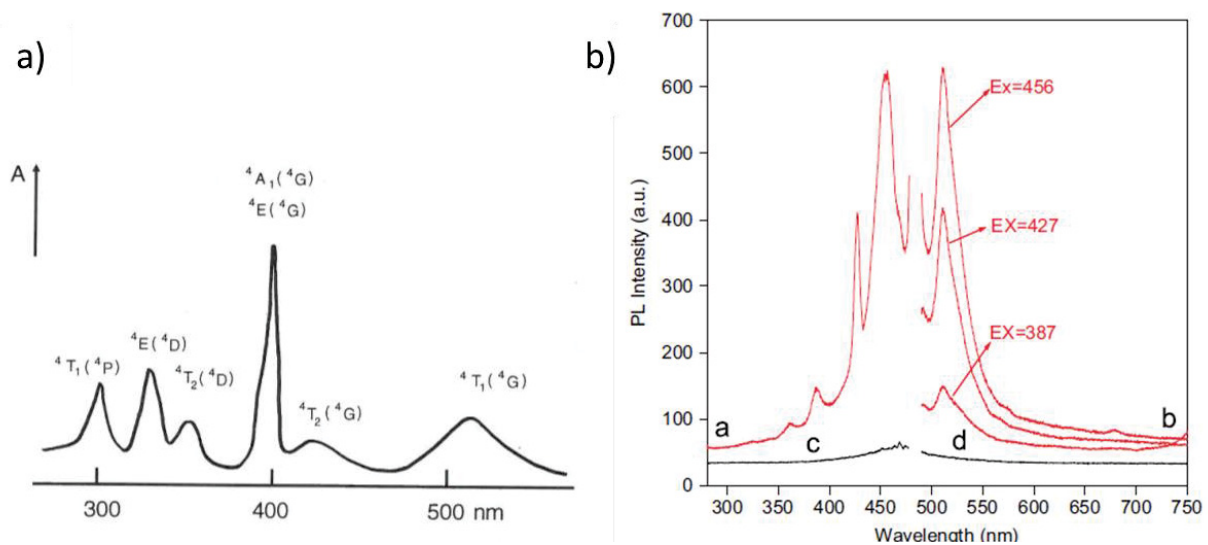 a)
A
⁴A₁(⁴G)
⁴E(⁴G)
⁴T₁(⁴P)
⁴E(⁴D)
⁴T₂(⁴D)
⁴T₂(⁴G)
⁴T₁(⁴G)
300
400
500 nm
b)
700
600
500
400
300
200
100
0
PL Intensity (a.u.)
Ex=456
EX=427
EX=387
a
b
c
d
300
350
400
450
500
550
600
650
700
750
Wavelength (nm)